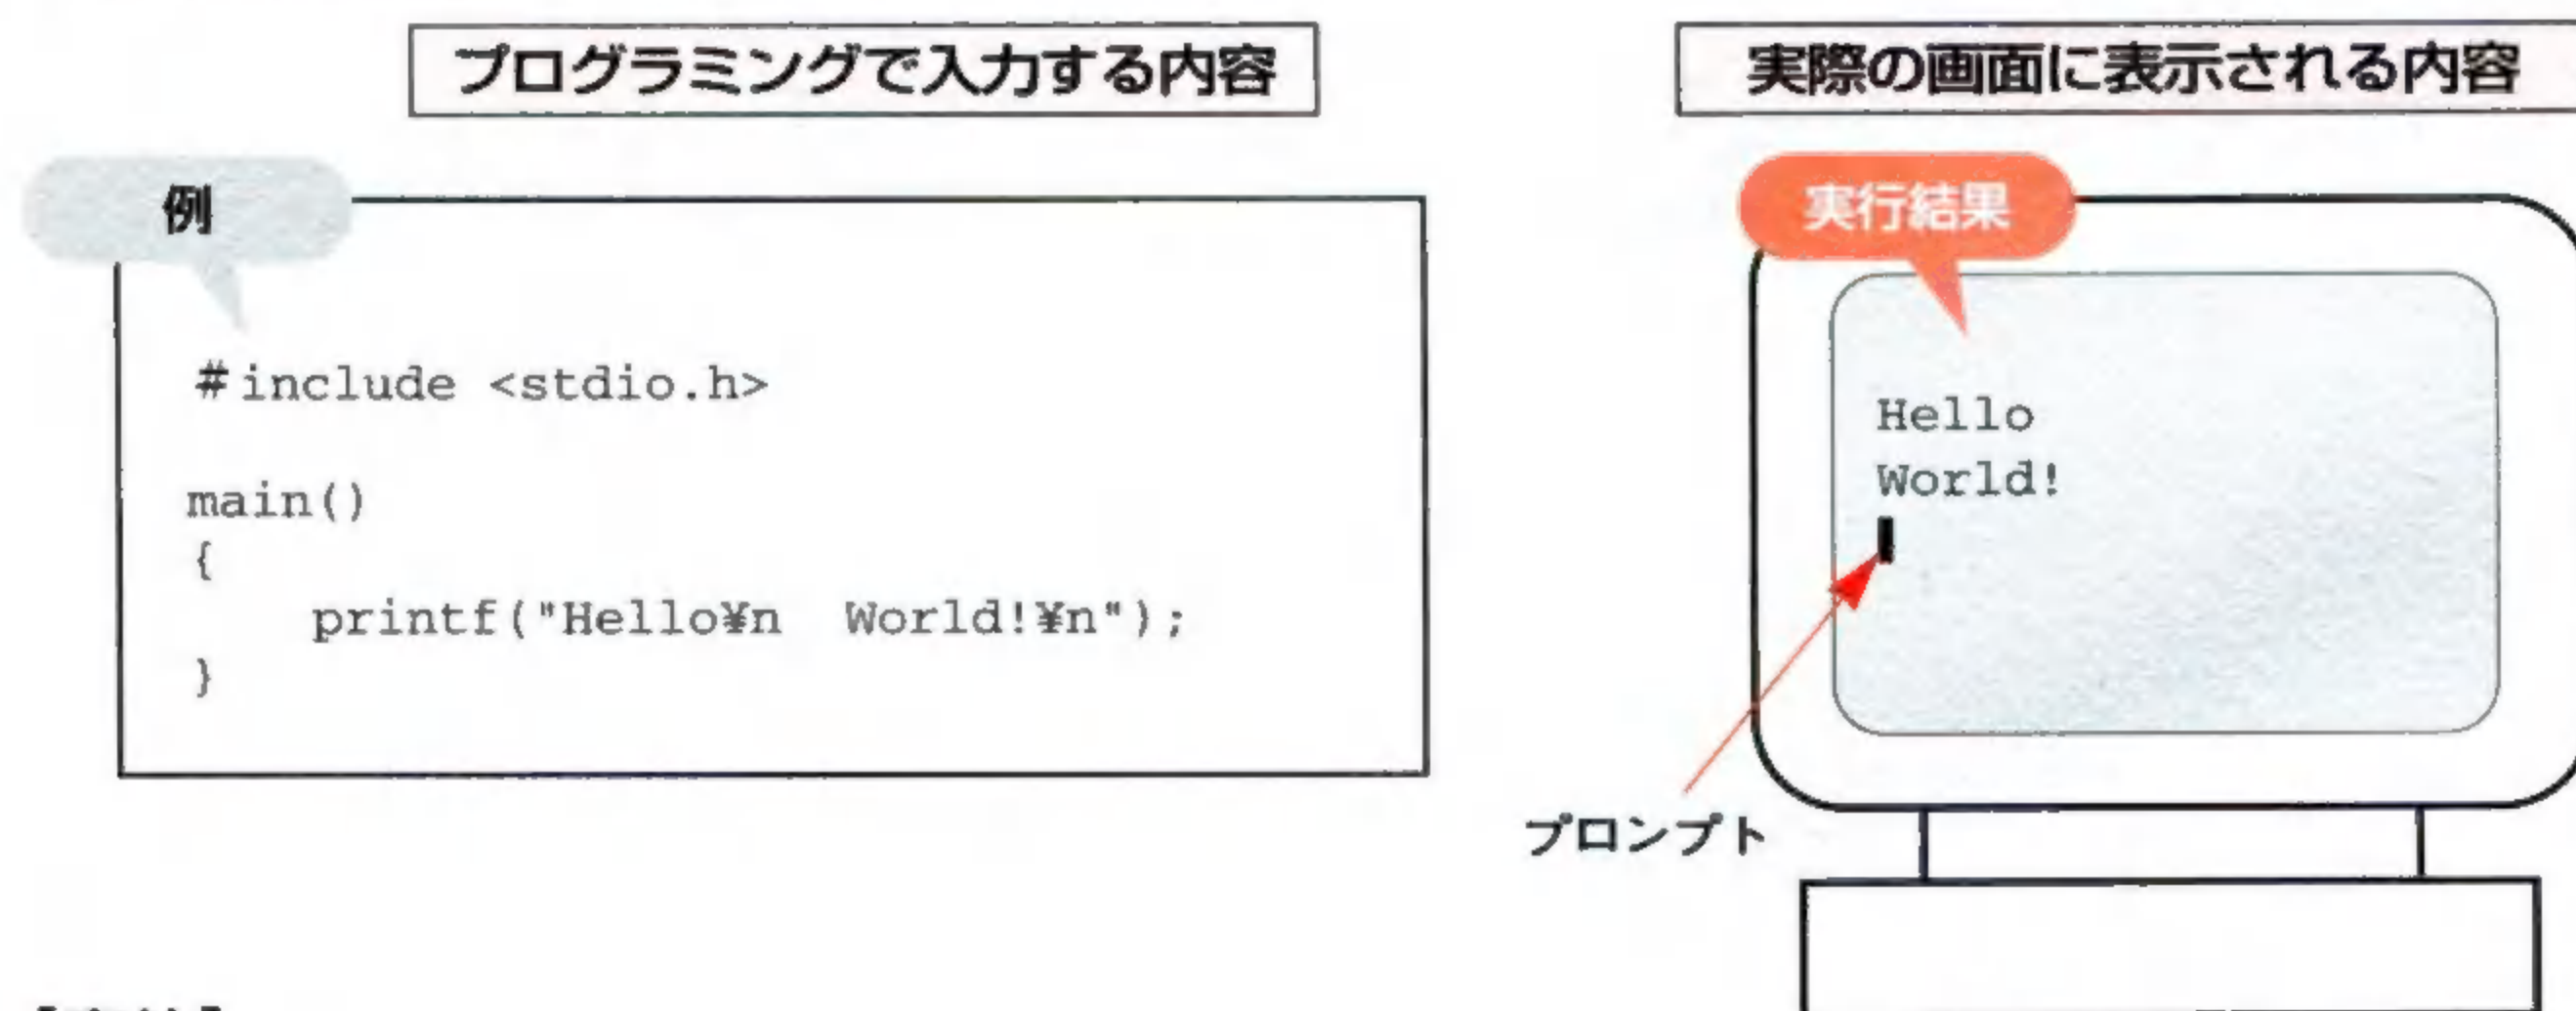 プログラミングで入力する内容
例
#include <stdio.h>
main()
{
printf("Hello¥n  World!¥n");
}
実際の画面に表示される内容
実行結果
Hello
World!
プロンプト